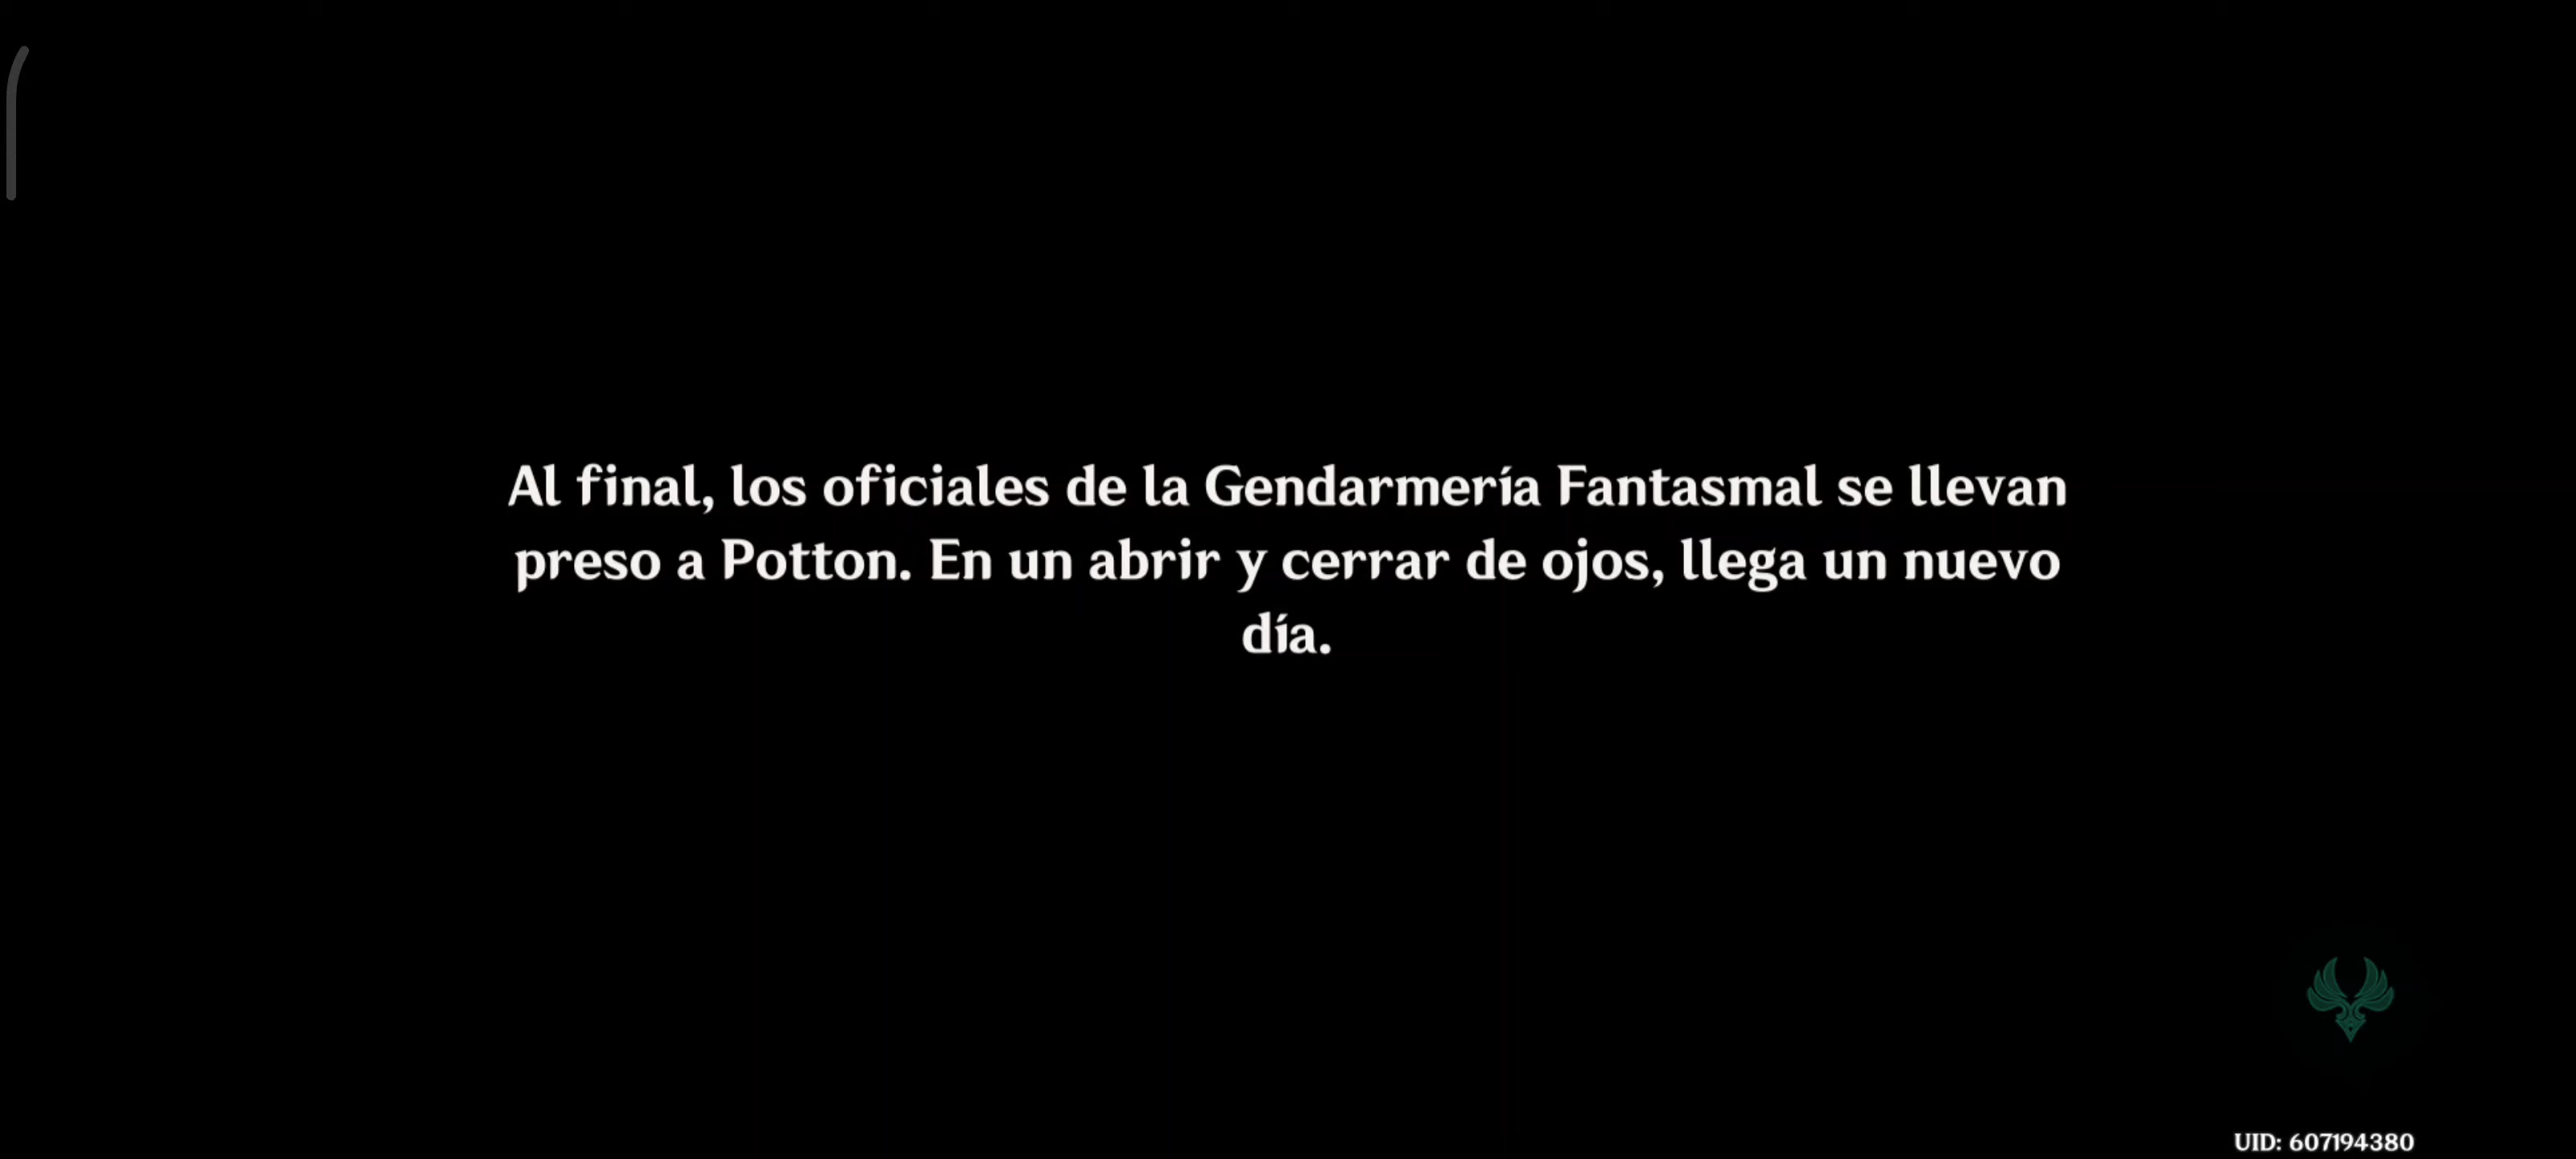 Al final, los oficiales de la Gendarmería Fantasmal se llevan
preso a Potton. En un abrir y cerrar de ojos, llega un nuevo
día.
UID: 607194380